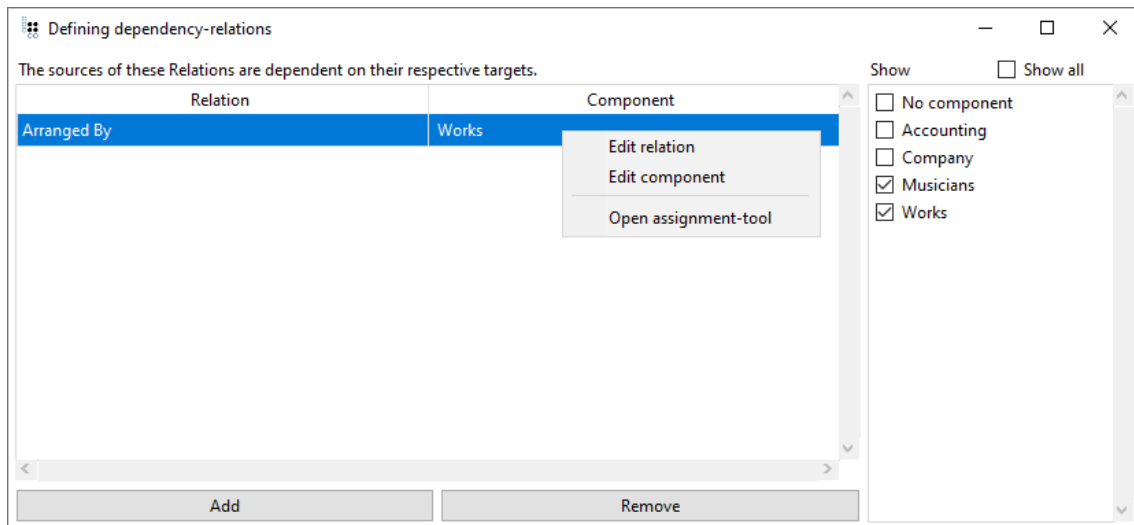 Defining dependency-relations
The sources of these Relations are dependent on their respective targets.
Show
Show all
Relation
Component
Arranged By
Works
Edit relation
Edit component
Open assignment-tool
No component
Accounting
Company
Musicians
Works
Add
Remove